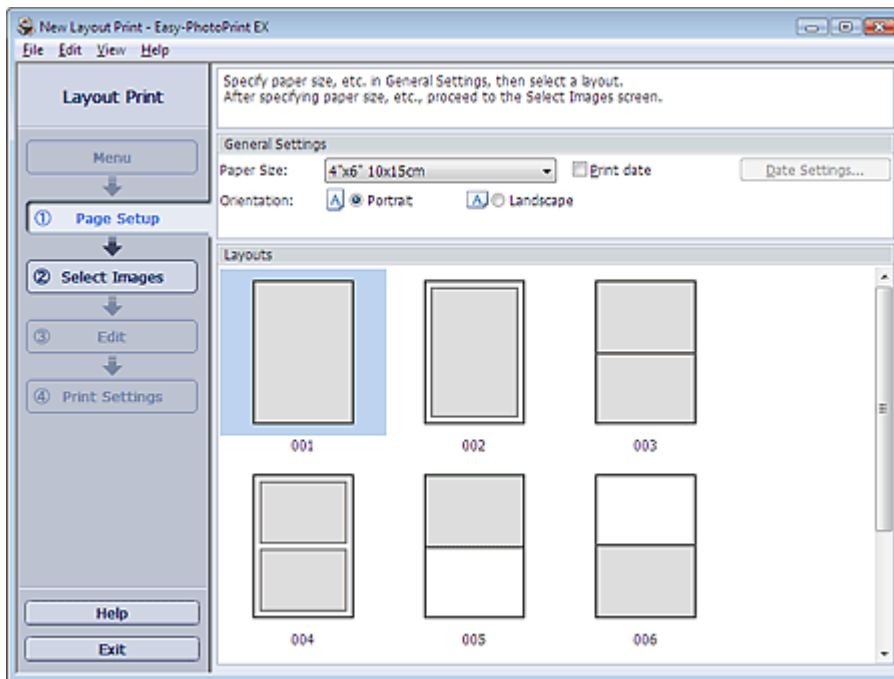 New Layout Print - Easy-PhotoPrint EX
File Edit View Help
Layout Print
Specify paper size, etc. in General Settings, then select a layout.
After specifying paper size, etc., proceed to the Select Images screen.
General Settings
Paper Size: 4"x6" 10x15cm Print date Date Settings...
Orientation: A Portrait A Landscape
Menu
① Page Setup
② Select Images
③ Edit
④ Print Settings
Help
Exit
Layouts
001 002 003
004 005 006